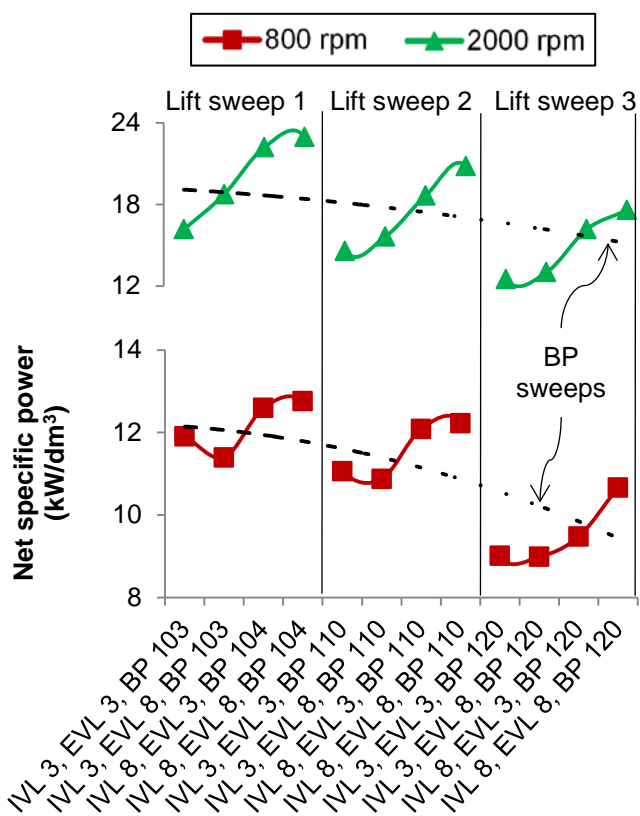 800 rpm 2000 rpm
Lift sweep 1 Lift sweep 2 Lift sweep 3
24
18
12
14
12
10
8
Net specific power
(kW/dm³)
BP
sweeps
IVL 3, EVL 3, BP 103
IVL 3, EVL 8, BP 103
IVL 8, EVL 3, BP 104
IVL 8, EVL 8, BP 104
IVL 3, EVL 3, BP 110
IVL 3, EVL 8, BP 110
IVL 8, EVL 3, BP 110
IVL 8, EVL 8, BP 110
IVL 3, EVL 3, BP 120
IVL 3, EVL 8, BP 120
IVL 8, EVL 3, BP 120
IVL 8, EVL 8, BP 120